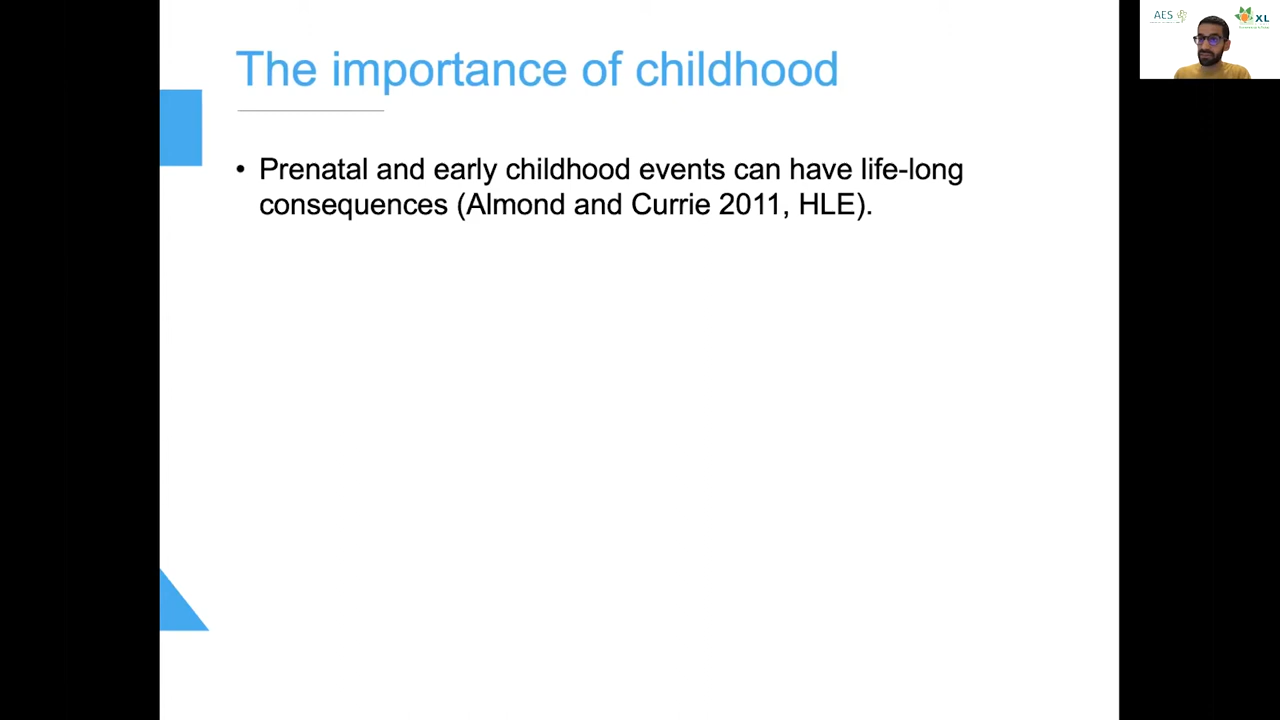 The importance of childhood
• Prenatal and early childhood events can have life-long
consequences (Almond and Currie 2011, HLE).
AES
XL